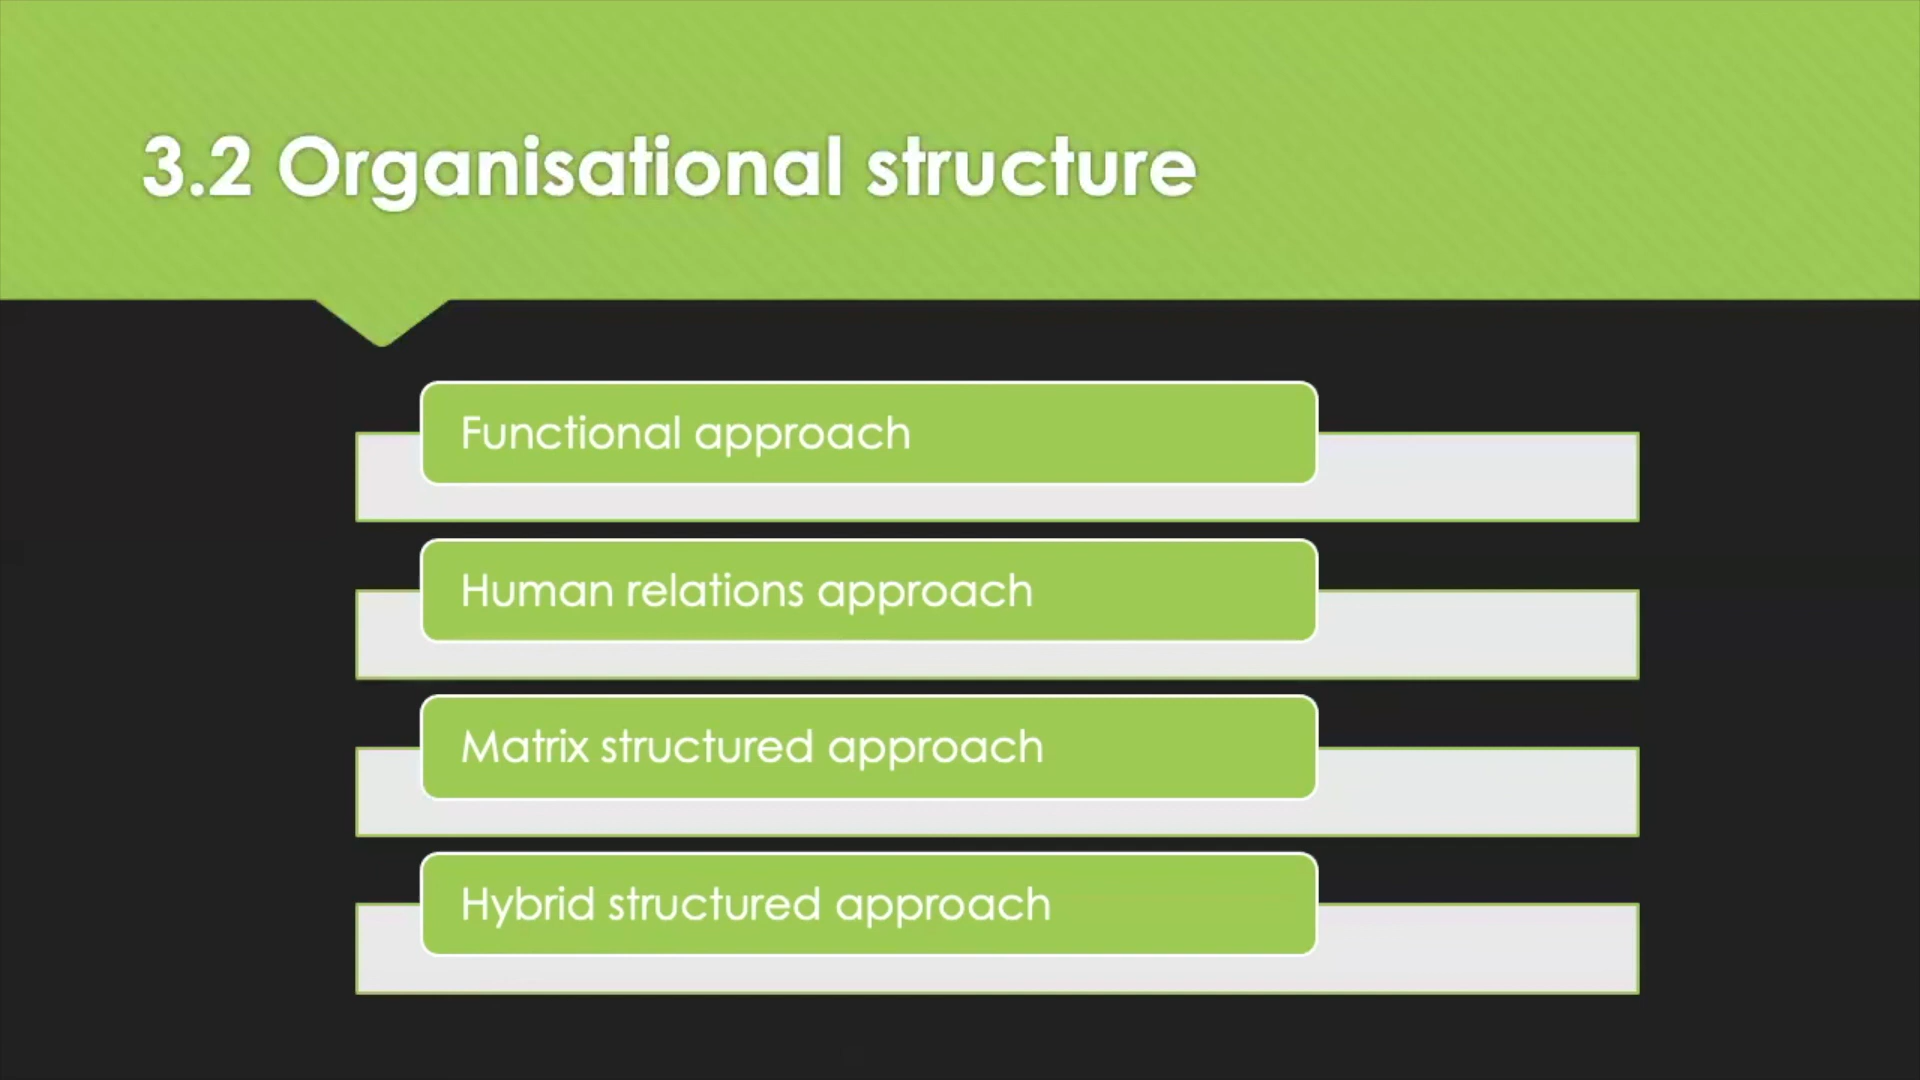 3.2 Organisational structure
Functional approach
Human relations approach
Matrix structured approach
Hybrid structured approach